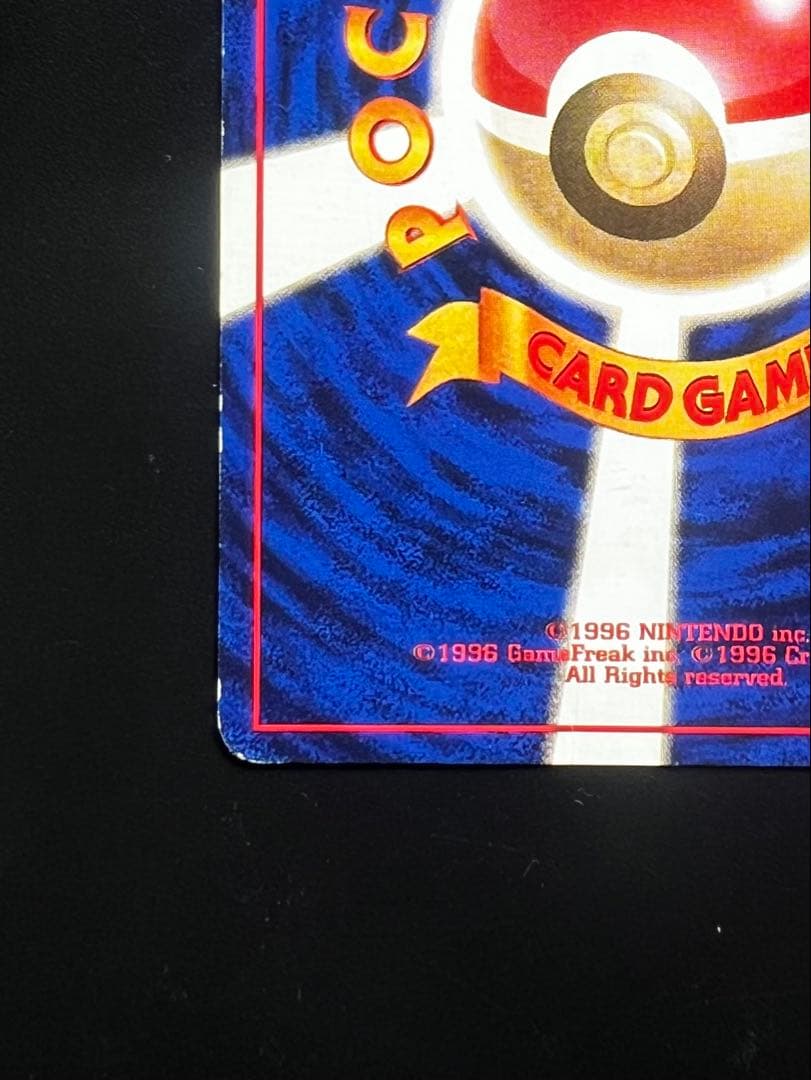 POC
CARD GAM
©1996 NINTENDO inc.
©1996 GameFreak inc. ©1996 Cr
All Rights reserved.